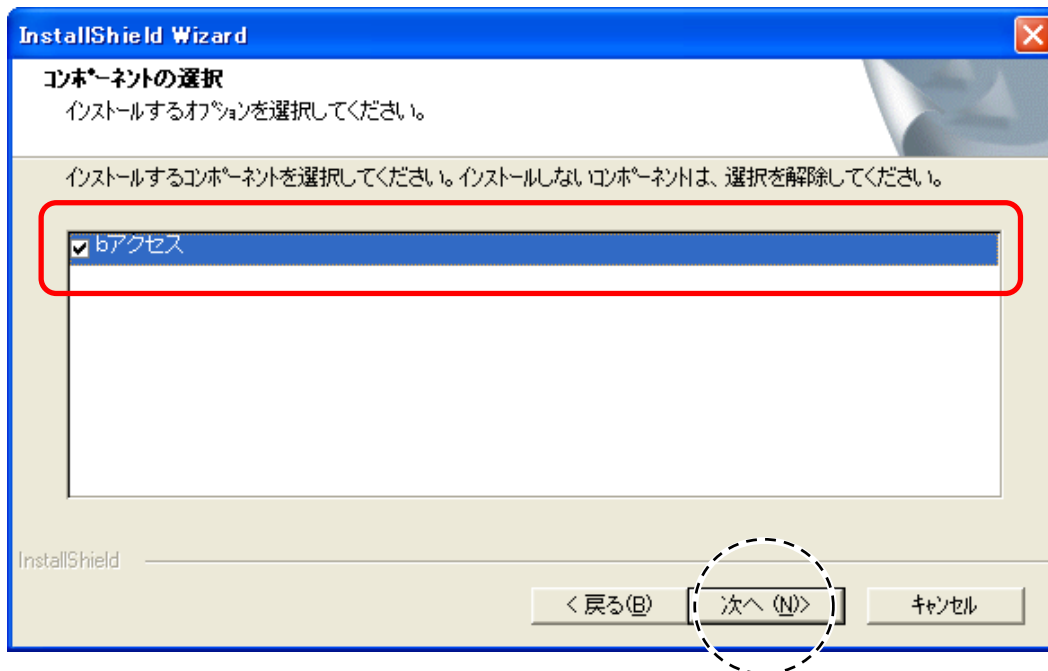 InstallShield Wizard
コンポーネントの選択
インストールするオプションを選択してください。
インストールするコンポーネントを選択してください。インストールしないコンポーネントは、選択を解除してください。
bアクセス
InstallShield
< 戻る(B)
次へ (N)>
キャンセル